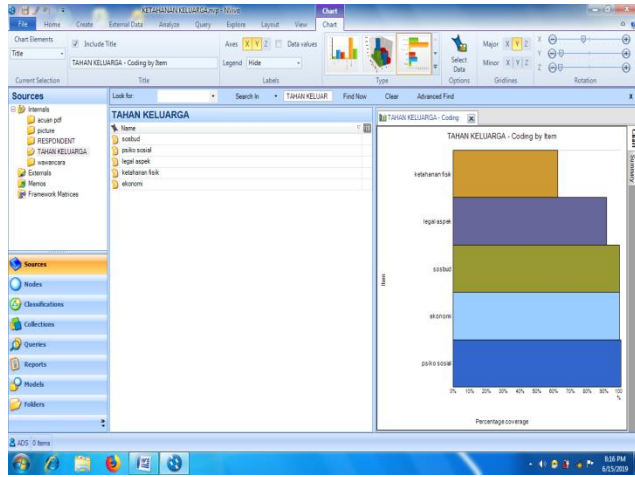 KETAHANAN KELUARGA.nvp - NVivo
Chart
File Home Create External Data Analyze Query Explore Layout View Chart
Chart Elements
Title
Include Title
TAHAN KELUARGA - Coding by Item
Axes X Y Z Data values
Legend Hide
Select Data
Major X Y Z
Minor X Y Z
X
Y
Z
Current Selection Title Labels Type Options Gridlines Rotation
Sources
Look for: Search In TAHAN KELUAR Find Now Clear Advanced Find x
Internals
acuan pdf
picture
RESPONDENT
TAHAN KELUARGA
wawancara
Externals
Memos
Framework Matrices
TAHAN KELUARGA
Name
sosbud
psiko sosial
legal aspek
ketahanan fisik
ekonomi
TAHAN KELUARGA - Coding
TAHAN KELUARGA - Coding by Item
Chart
Summary
Item
ketahanan fisik
legal aspek
sosbud
ekonomi
psiko sosial
0% 10% 20% 30% 40% 50% 60% 70% 80% 90% 100 %
Percentage coverage
Sources
Nodes
Classifications
Collections
Queries
Reports
Models
Folders
ADS 0 Items
8:16 PM
6/15/2019